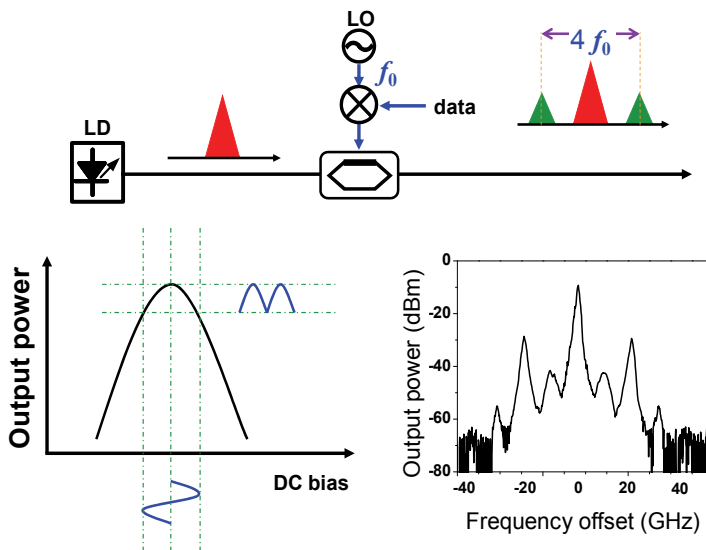 LO
f₀
4 f₀
data
LD
Output power
DC bias
Output power (dBm)
0
-20
-40
-60
-80
-40
-20
0
20
40
Frequency offset (GHz)